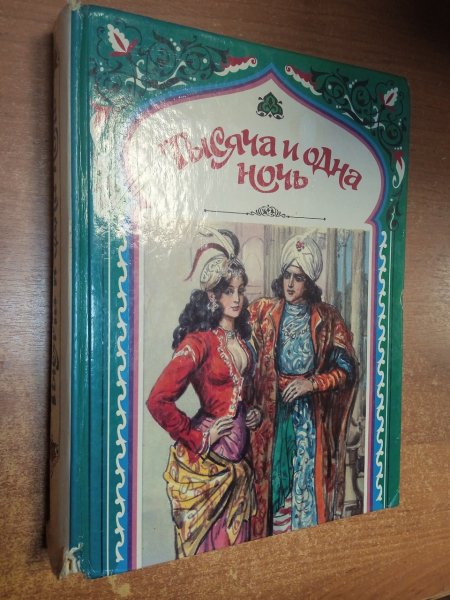 Тысяча и одна
ночь